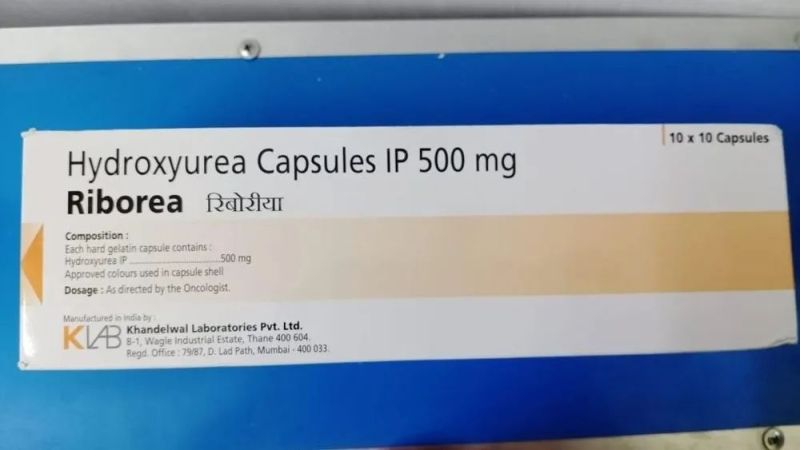 10 x 10 Capsules
Hydroxyurea Capsules IP 500 mg
Riborea रिबोरीया
Composition :
Each hard gelatin capsule contains :
Hydroxyurea IP ..............................500 mg
Approved colours used in capsule shell
Dosage : As directed by the Oncologist.
Manufactured in India by :
KLAB Khandelwal Laboratories Pvt. Ltd.
B-1, Wagle Industrial Estate, Thane 400 604.
Regd. Office : 79/87, D. Lad Path, Mumbai - 400 033.